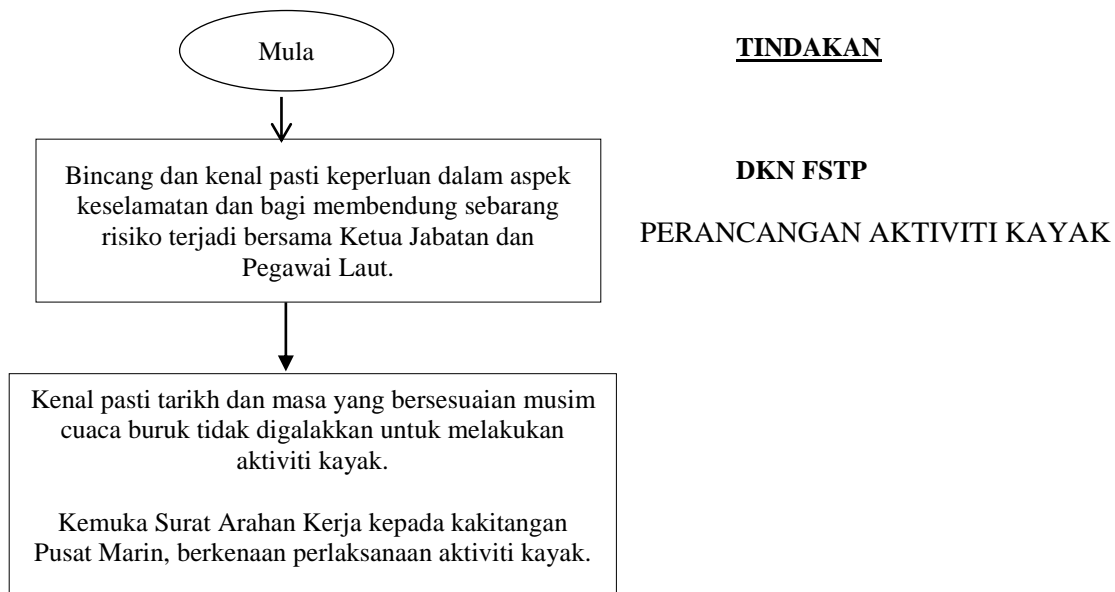 Mula
TINDAKAN
Bincang dan kenal pasti keperluan dalam aspek
keselamatan dan bagi membendung sebarang
risiko terjadi bersama Ketua Jabatan dan
Pegawai Laut.
DKN FSTP
PERANCANGAN AKTIVITI KAYAK
Kenal pasti tarikh dan masa yang bersesuaian musim
cuaca buruk tidak digalakkan untuk melakukan
aktiviti kayak.
Kemuka Surat Arahan Kerja kepada kakitangan
Pusat Marin, berkenaan perlaksanaan aktiviti kayak.